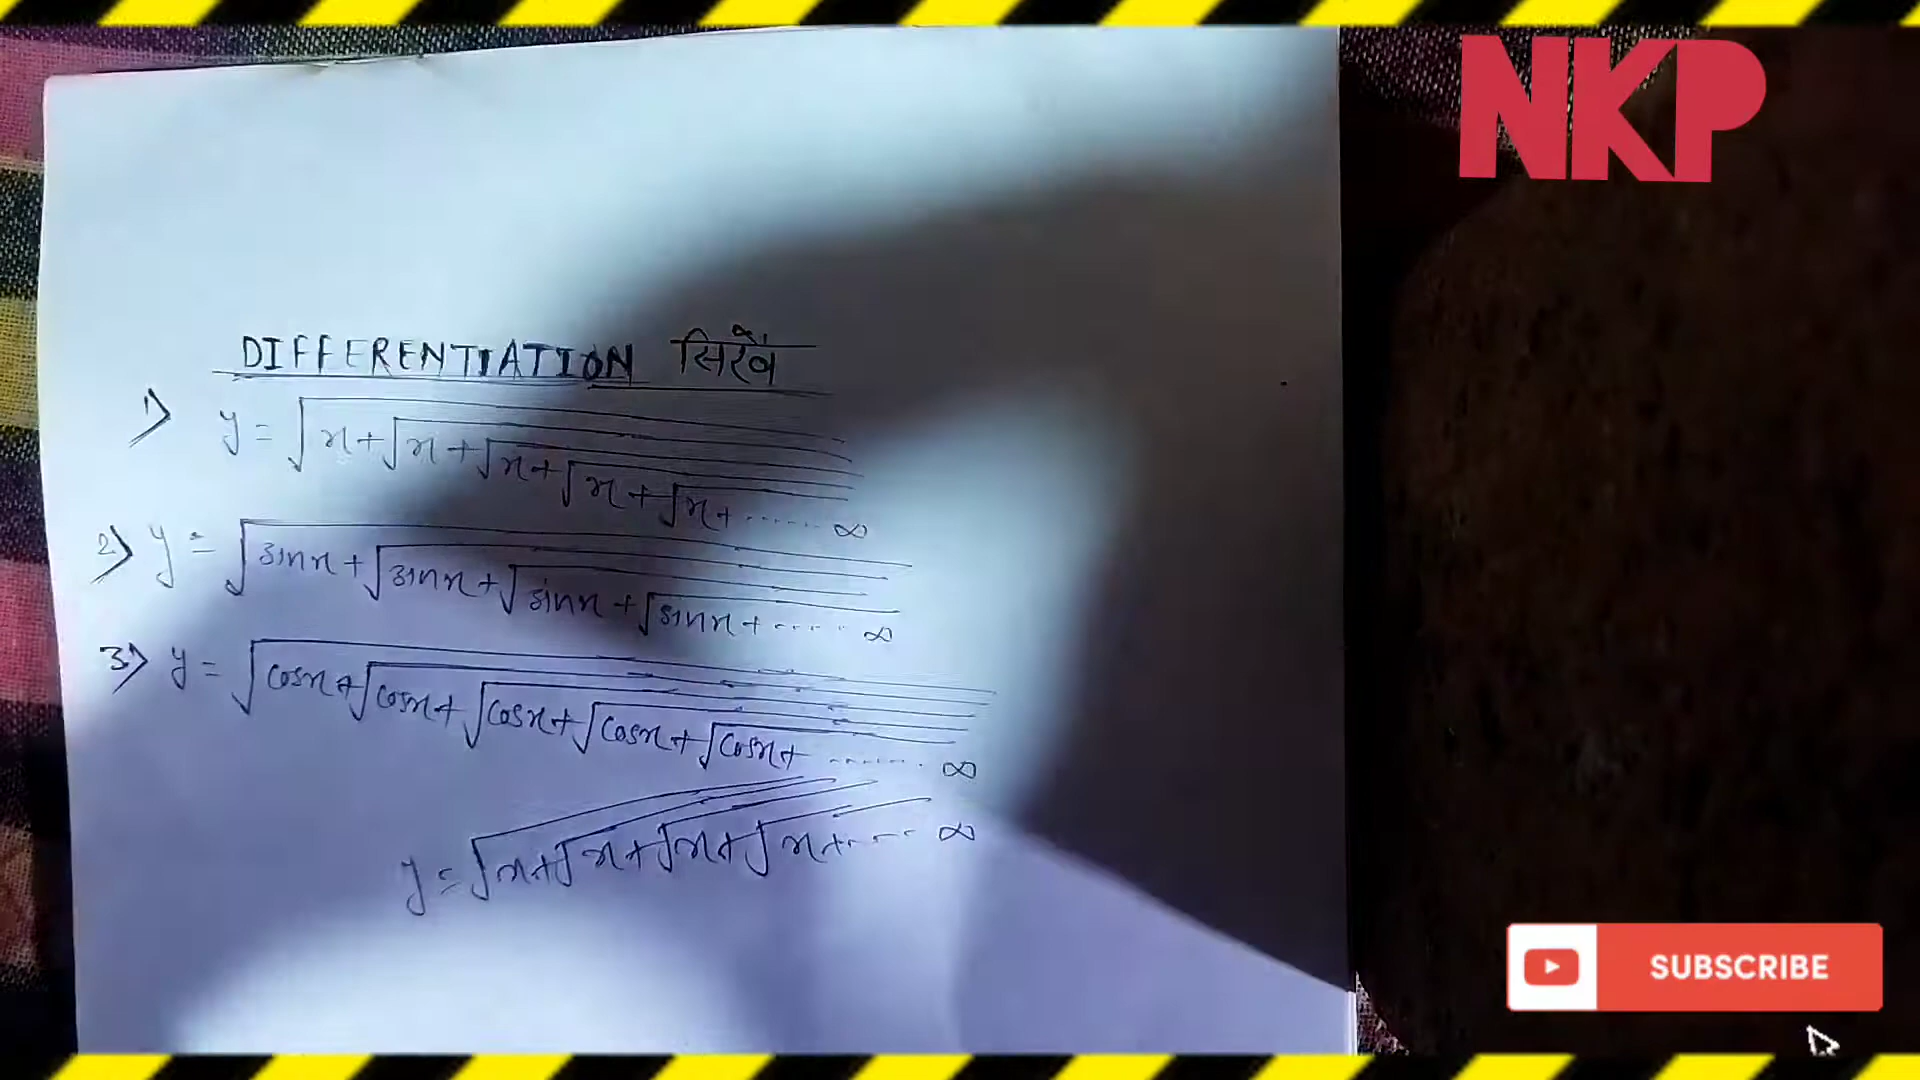 NKP
DIFFERENTIATION सिखें
1) y = √x+√x+√x+√x+√x+ ...... ∞
2) y = √sinx+√sinx+√sinx+√sinx+ ..... ∞
3) y = √cosx+√cosx+√cosx+√cosx+√cosx+ ....... ∞
y = √x+√x+√x+√x+.... ∞
SUBSCRIBE